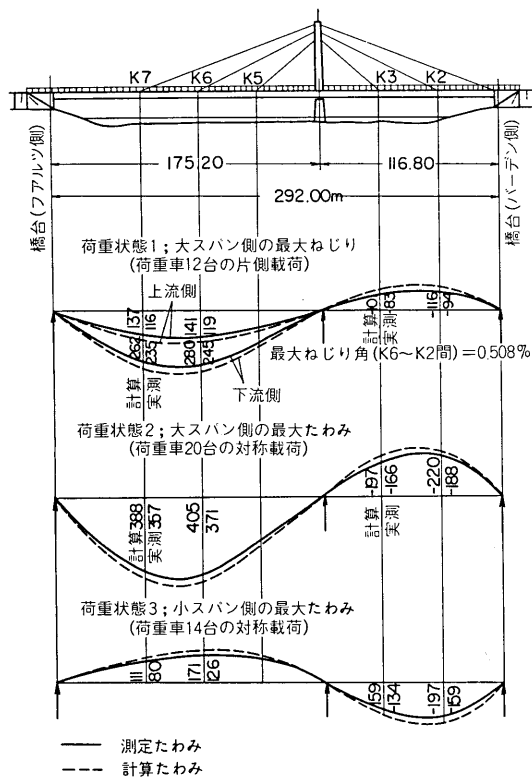 K7 K6 K5 K3 K2
175.20 116.80
292.00m
橋台(フアルツ側)
橋台(バーデン側)
荷重状態1;大スパン側の最大ねじり
(荷重車12台の片側載荷)
上流側
137 116 141 119
262 235 280 245
計算 実測
計算 実測
-83 -116 -94
最大ねじり角(K6~K2間)=0.508%
下流側
荷重状態2;大スパン側の最大たわみ
(荷重車20台の対称載荷)
計算388 実測357 405 371
-197 -166 -220 -188
計算 実測
荷重状態3;小スパン側の最大たわみ
(荷重車14台の対称載荷)
111 80 171 126
159 -134 -197 -159
測定たわみ
計算たわみ